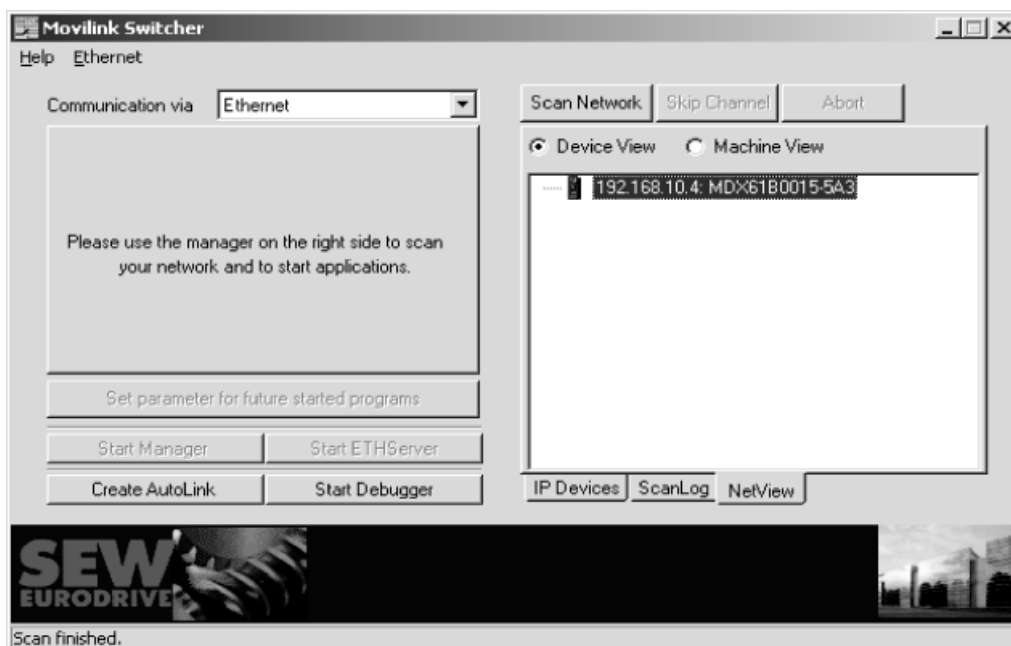 Movilink Switcher
Help Ethernet
Communication via Ethernet
Please use the manager on the right side to scan
your network and to start applications.
Set parameter for future started programs
Start Manager Start ETHServer
Create AutoLink Start Debugger
Scan Network Skip Channel Abort
Device View Machine View
192.168.10.4: MDX61B0015-5A3
IP Devices ScanLog NetView
SEW
EURODRIVE
Scan finished.